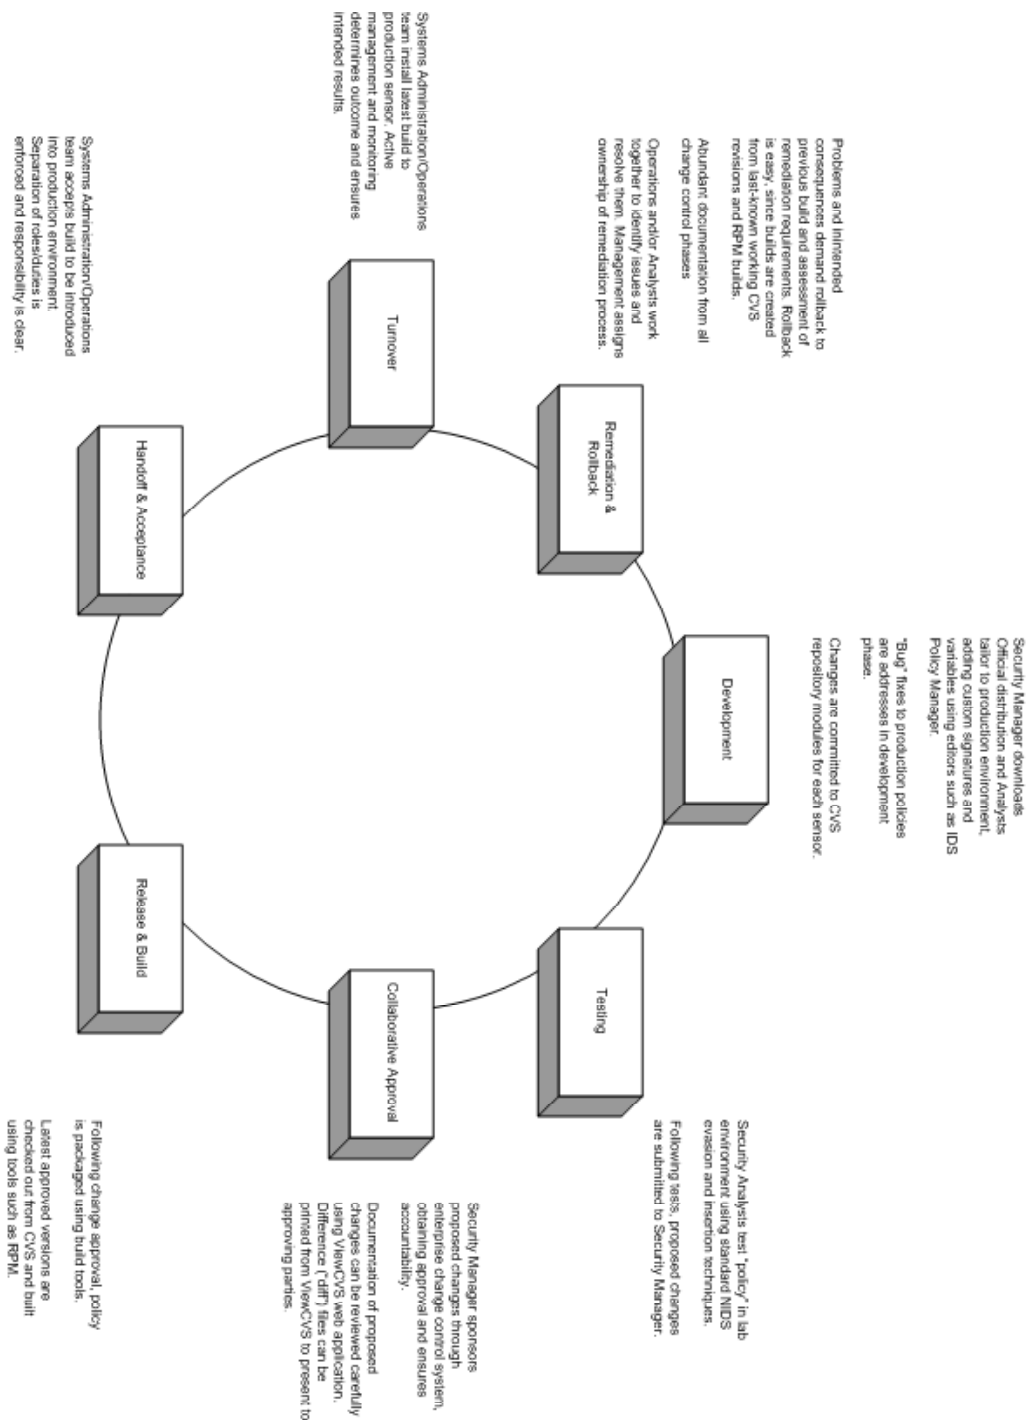 Security Manager downloads
Official distribution and Analysts
tailor to production environment,
adding custom signatures and
variables using editors such as IDS
Policy Manager.
"Bug" fixes to production policies
are addresses in development
phase.
Changes are committed to CVS
repository modules for each sensor.
Development
Security Analysts test "policy" in lab
environment using standard NIDS
evasion and insertion techniques.
Following tests, proposed changes
are submitted to Security Manager.
Testing
Security Manager sponsors
proposed changes through
enterprise change control system,
obtaining approval and ensures
accountability.
Documentation of proposed
changes can be reviewed carefully
using ViewCVS web application.
Difference ("diff") files can be
printed from ViewCVS to present to
approving parties.
Collaborative Approval
Following change approval, policy
is packaged using build tools.
Latest approved versions are
checked out from CVS and built
using tools such as RPM.
Release & Build
Handoff & Acceptance
Systems Administration/Operations
team accepts build to be introduced
into production environment.
Separation of roles/duties is
enforced and responsibility is clear.
Turnover
Systems Administration/Operations
team install latest build to
production sensor. Active
management and monitoring
determines outcome and ensures
intended results.
Remediation &
Rollback
Problems and inintended
consequences demand rollback to
previous build and assessment of
remediation requirements. Rollback
is easy, since builds are created
from last-known working CVS
revisions and RPM builds.
Abundant documentation from all
change control phases
Operations and/or Analysts work
together to identify issues and
resolve them. Management assigns
ownership of remediation process.